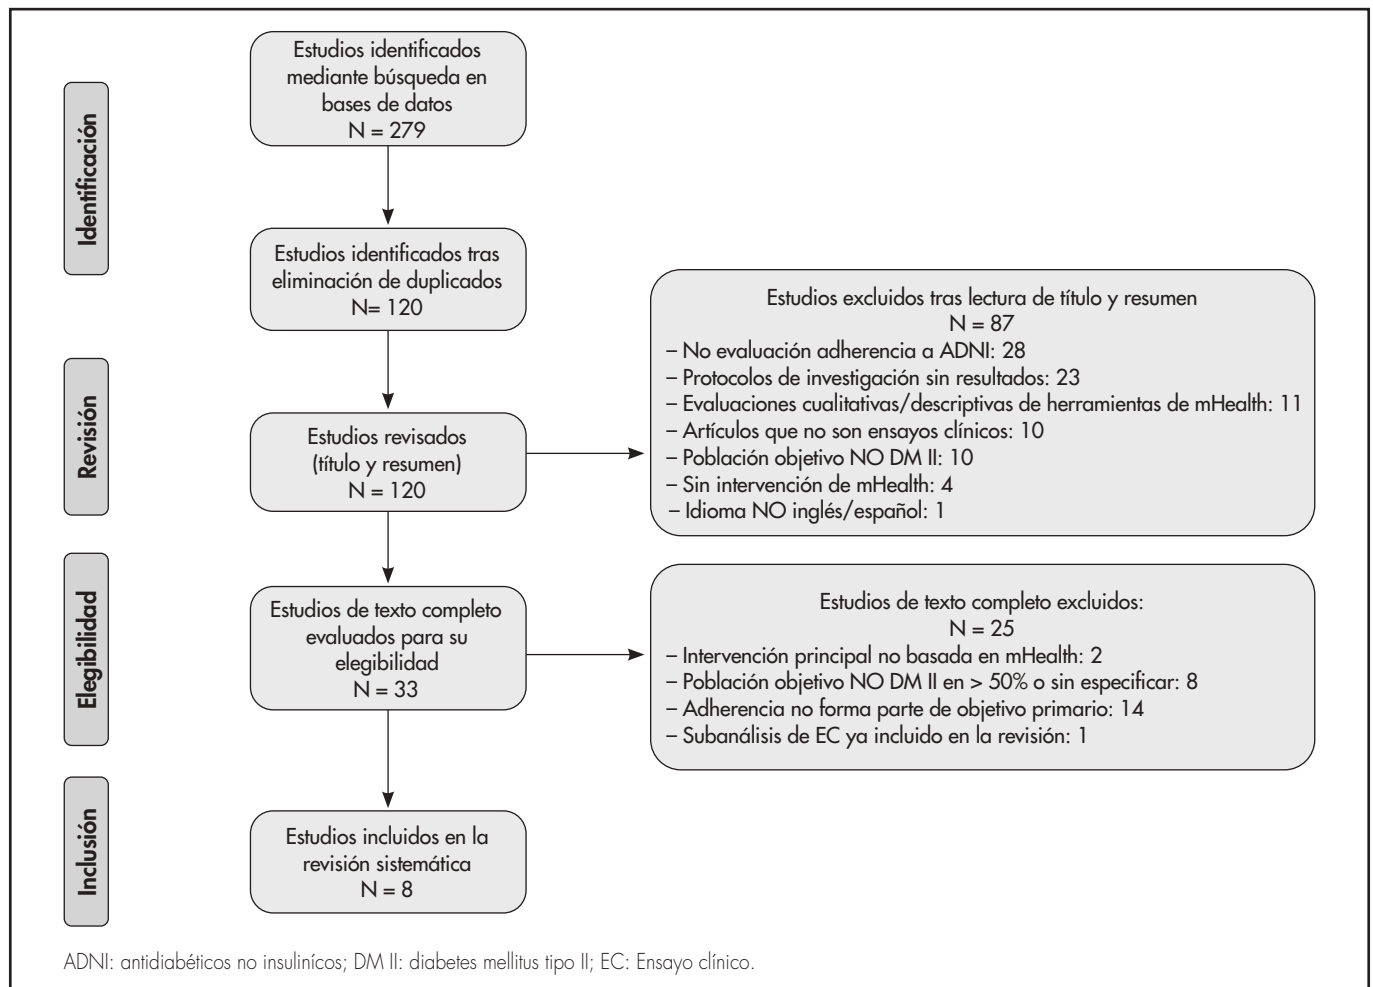 Identificación
Estudios identificados
mediante búsqueda en
bases de datos
N = 279
Estudios identificados tras
eliminación de duplicados
N= 120
Revisión
Estudios revisados
(título y resumen)
N = 120
Estudios excluidos tras lectura de título y resumen
N = 87
– No evaluación adherencia a ADNI: 28
– Protocolos de investigación sin resultados: 23
– Evaluaciones cualitativas/descriptivas de herramientas de mHealth: 11
– Artículos que no son ensayos clínicos: 10
– Población objetivo NO DM II: 10
– Sin intervención de mHealth: 4
– Idioma NO inglés/español: 1
Elegibilidad
Estudios de texto completo
evaluados para su
elegibilidad
N = 33
Estudios de texto completo excluidos:
N = 25
– Intervención principal no basada en mHealth: 2
– Población objetivo NO DM II en > 50% o sin especificar: 8
– Adherencia no forma parte de objetivo primario: 14
– Subanálisis de EC ya incluido en la revisión: 1
Inclusión
Estudios incluidos en la
revisión sistemática
N = 8
ADNI: antidiabéticos no insulinícos; DM II: diabetes mellitus tipo II; EC: Ensayo clínico.